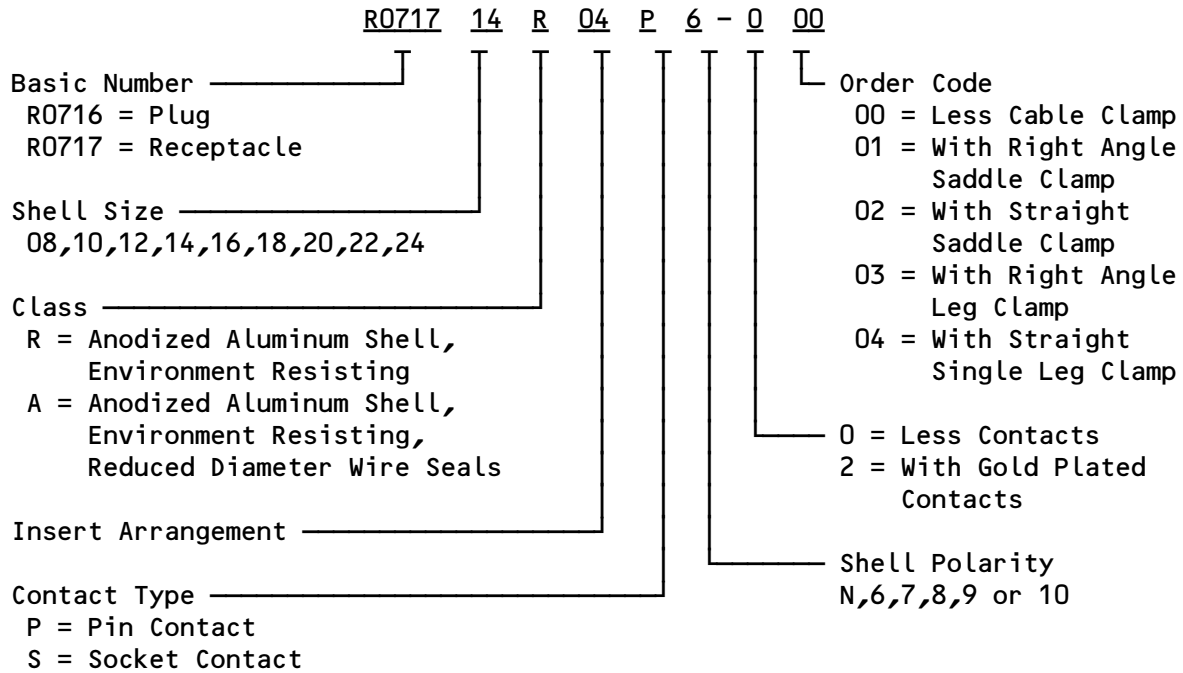 R0717 14 R 04 P 6 - 0 00
Basic Number
R0716 = Plug
R0717 = Receptacle
Shell Size
08,10,12,14,16,18,20,22,24
Class
R = Anodized Aluminum Shell,
Environment Resisting
A = Anodized Aluminum Shell,
Environment Resisting,
Reduced Diameter Wire Seals
Insert Arrangement
Contact Type
P = Pin Contact
S = Socket Contact
Order Code
00 = Less Cable Clamp
01 = With Right Angle
Saddle Clamp
02 = With Straight
Saddle Clamp
03 = With Right Angle
Leg Clamp
04 = With Straight
Single Leg Clamp
0 = Less Contacts
2 = With Gold Plated
Contacts
Shell Polarity
N,6,7,8,9 or 10